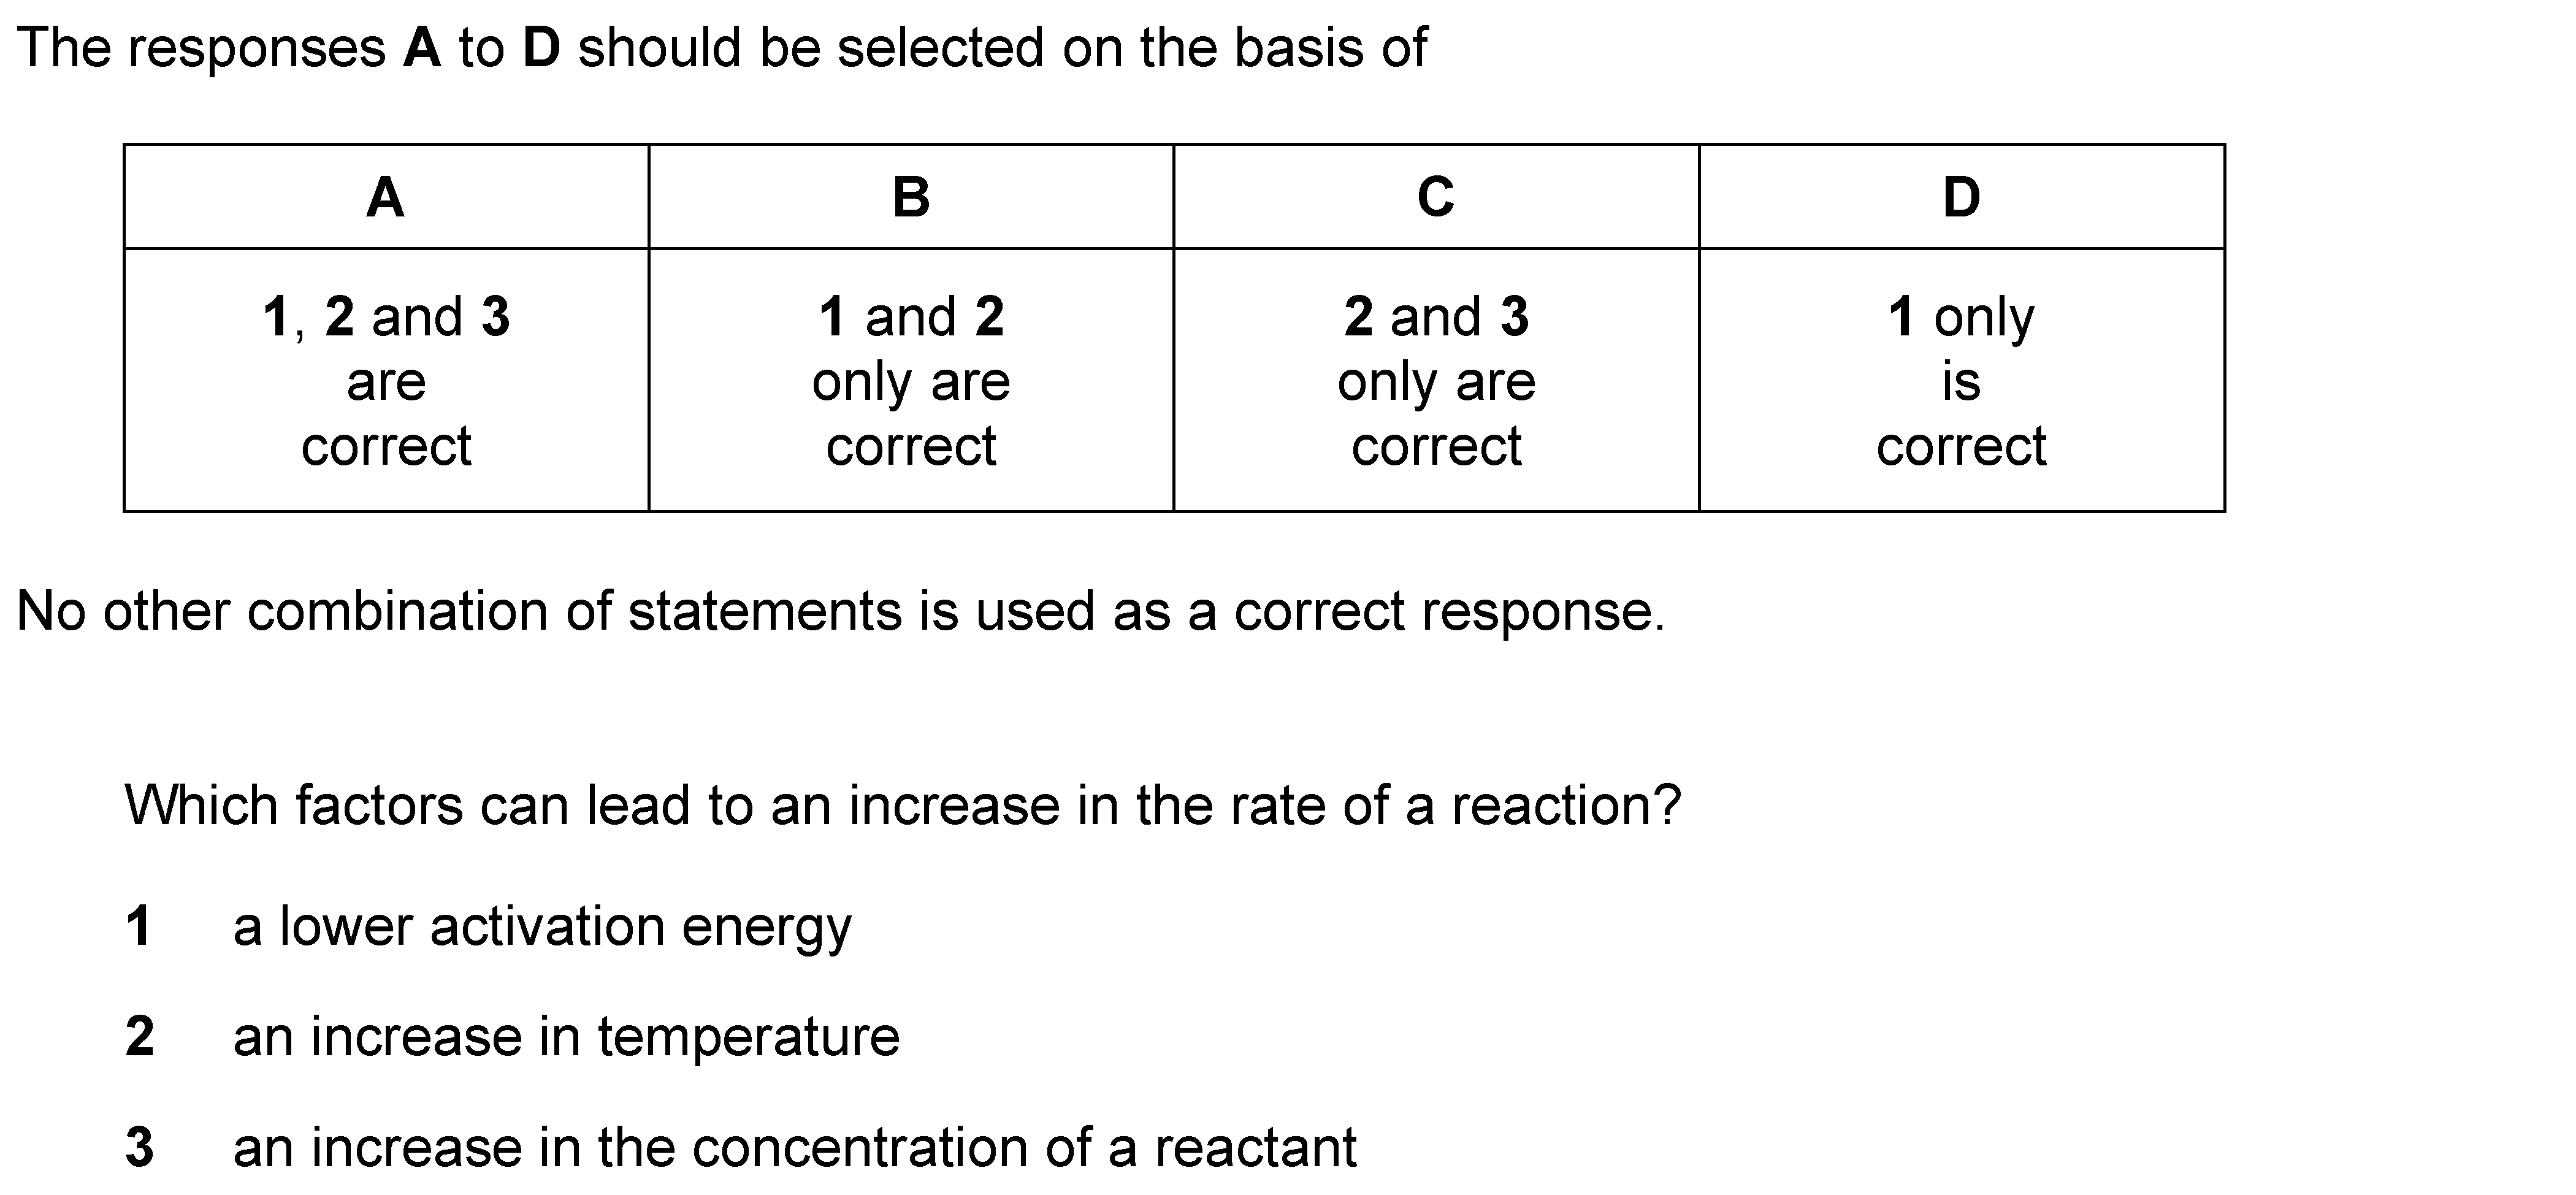 The responses A to D should be selected on the basis of
A B C D
1, 2 and 3 1 and 2 2 and 3 1 only
are only are only are is
correct correct correct correct
No other combination of statements is used as a correct response.
Which factors can lead to an increase in the rate of a reaction?
1 a lower activation energy
2 an increase in temperature
3 an increase in the concentration of a reactant